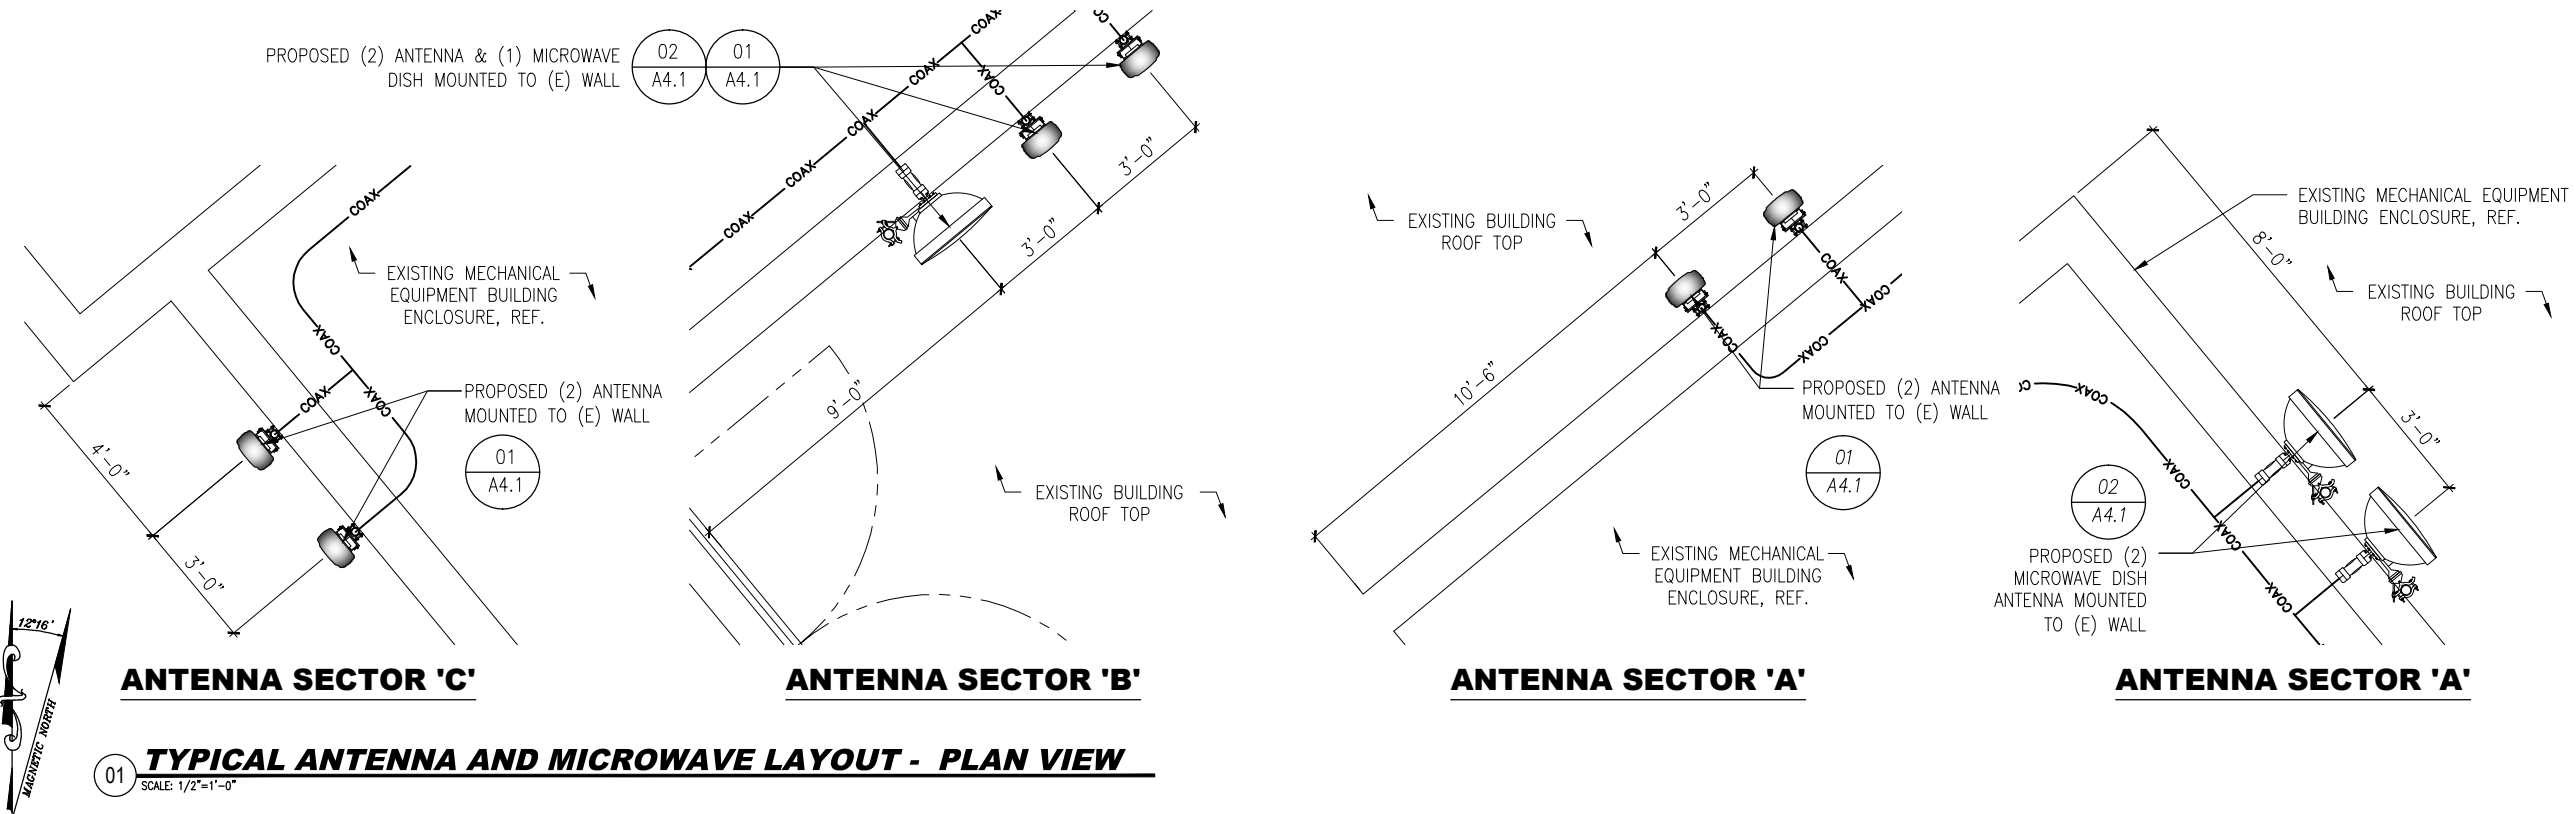 PROPOSED (2) ANTENNA & (1) MICROWAVE
DISH MOUNTED TO (E) WALL
02
A4.1
01
A4.1
COAX
COAX
EXISTING MECHANICAL
EQUIPMENT BUILDING
ENCLOSURE, REF.
COAX
COAX
COAX
PROPOSED (2) ANTENNA
MOUNTED TO (E) WALL
01
A4.1
4'-0"
3'-0"
12°16'
MAGNETIC NORTH
ANTENNA SECTOR 'C'
COAX
COAX
COAX
COAX
COAX
COAX
3'-0"
3'-0"
9'-0"
EXISTING BUILDING
ROOF TOP
ANTENNA SECTOR 'B'
EXISTING BUILDING
ROOF TOP
3'-0"
10'-6"
COAX
COAX
COAX
COAX
PROPOSED (2) ANTENNA
MOUNTED TO (E) WALL
01
A4.1
EXISTING MECHANICAL
EQUIPMENT BUILDING
ENCLOSURE, REF.
ANTENNA SECTOR 'A'
EXISTING MECHANICAL EQUIPMENT
BUILDING ENCLOSURE, REF.
8'-0"
EXISTING BUILDING
ROOF TOP
3'-0"
COAX
COAX
COAX
COAX
02
A4.1
PROPOSED (2)
MICROWAVE DISH
ANTENNA MOUNTED
TO (E) WALL
ANTENNA SECTOR 'A'
01
TYPICAL ANTENNA AND MICROWAVE LAYOUT - PLAN VIEW
SCALE: 1/2"=1'-0"